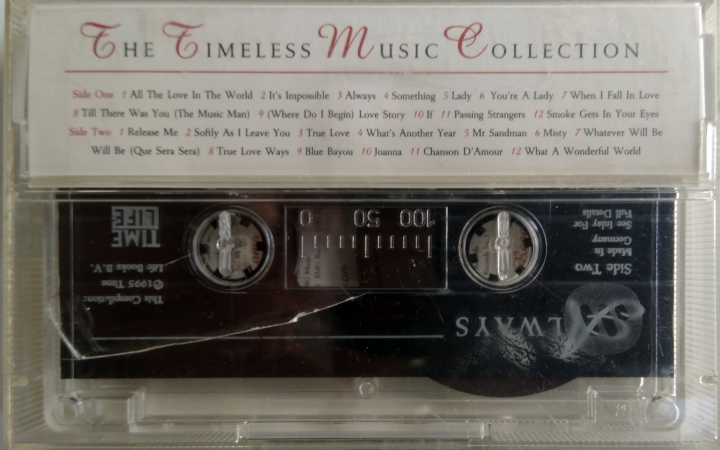 The Timeless Music Collection
Side One 1 All The Love In The World 2 It's Impossible 3 Always 4 Something 5 Lady 6 You're A Lady 7 When I Fall In Love
8 Till There Was You (The Music Man) 9 (Where Do I Begin) Love Story 10 If 11 Passing Strangers 12 Smoke Gets In Your Eyes
Side Two 1 Release Me 2 Softly As I Leave You 3 True Love 4 What's Another Year 5 Mr Sandman 6 Misty 7 Whatever Will Be
Will Be (Que Sera Sera) 8 True Love Ways 9 Blue Bayou 10 Joanna 11 Chanson D'Amour 12 What A Wonderful World
Always
This Compilation:
©1995 Time
Life Books B.V.
TIME
LIFE
100 50 0
Side Two
Made In
Germany
See Inlay For
Full Details